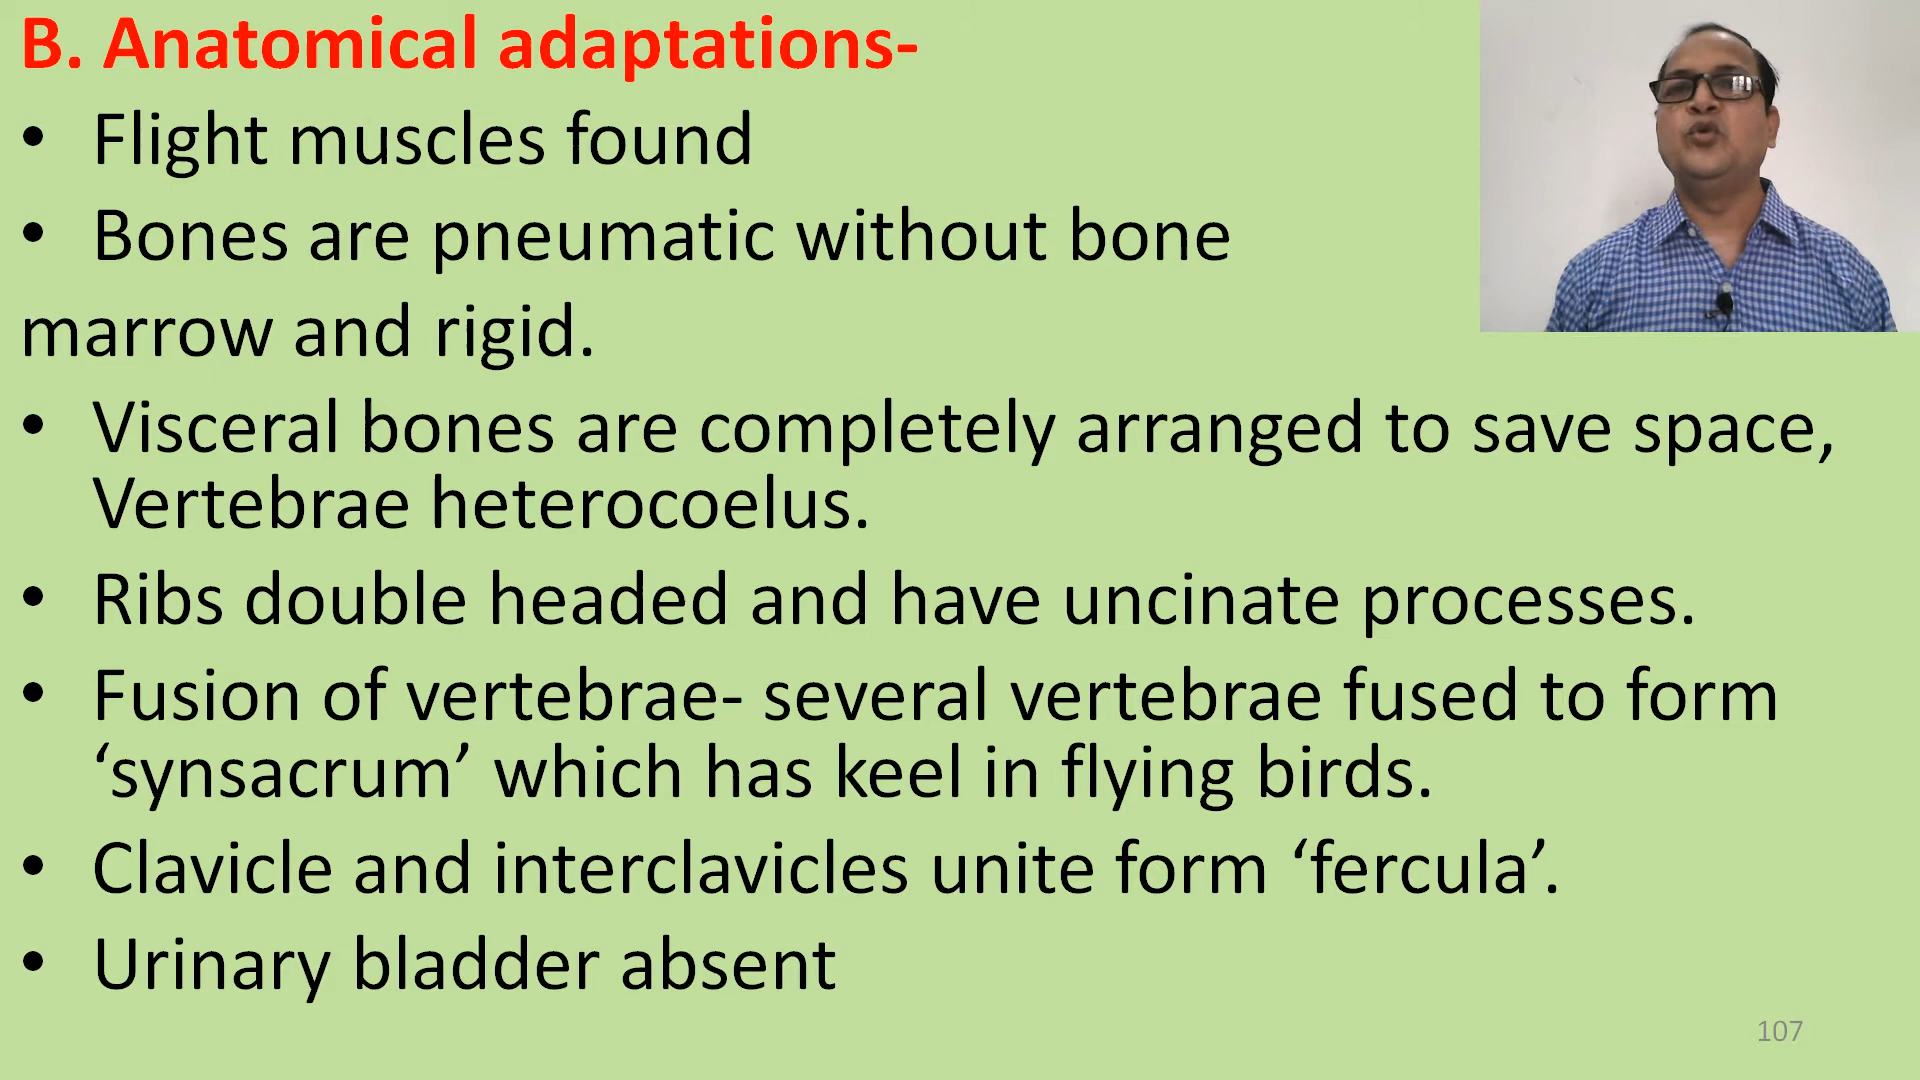 B. Anatomical adaptations-
• Flight muscles found
• Bones are pneumatic without bone
marrow and rigid.
• Visceral bones are completely arranged to save space,
Vertebrae heterocoelus.
• Ribs double headed and have uncinate processes.
• Fusion of vertebrae- several vertebrae fused to form
‘synsacrum’ which has keel in flying birds.
• Clavicle and interclavicles unite form ‘fercula’.
• Urinary bladder absent
107